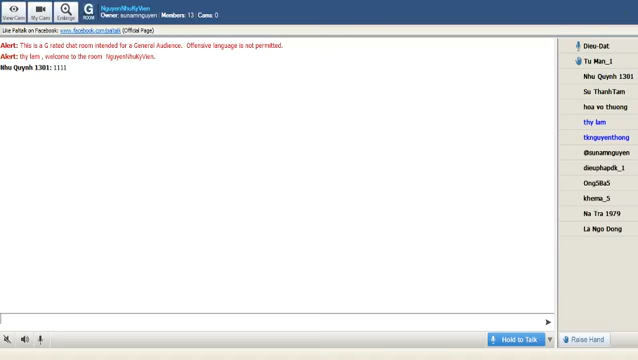 View Cam
My Cam
Enlarge
G
ROOM
NguyenNhuKyVien
Owner: sunamnguyen | Members: 13 | Cams: 0
Like Paltalk on Facebook: www.facebook.com/paltalk (Official Page)
Alert: This is a G rated chat room intended for a General Audience. Offensive language is not permitted.
Alert: thy lam , welcome to the room NguyenNhuKyVien.
Nhu Quynh 1301: 1111
Dieu-Dat
Tu Man_1
Nhu Quynh 1301
Su ThanhTam
hoa vo thuong
thy lam
tknguyenthong
@sunamnguyen
dieuphapdk_1
Ong5Ba5
khema_5
Na Tra 1979
La Ngo Dong
Hold to Talk
Raise Hand